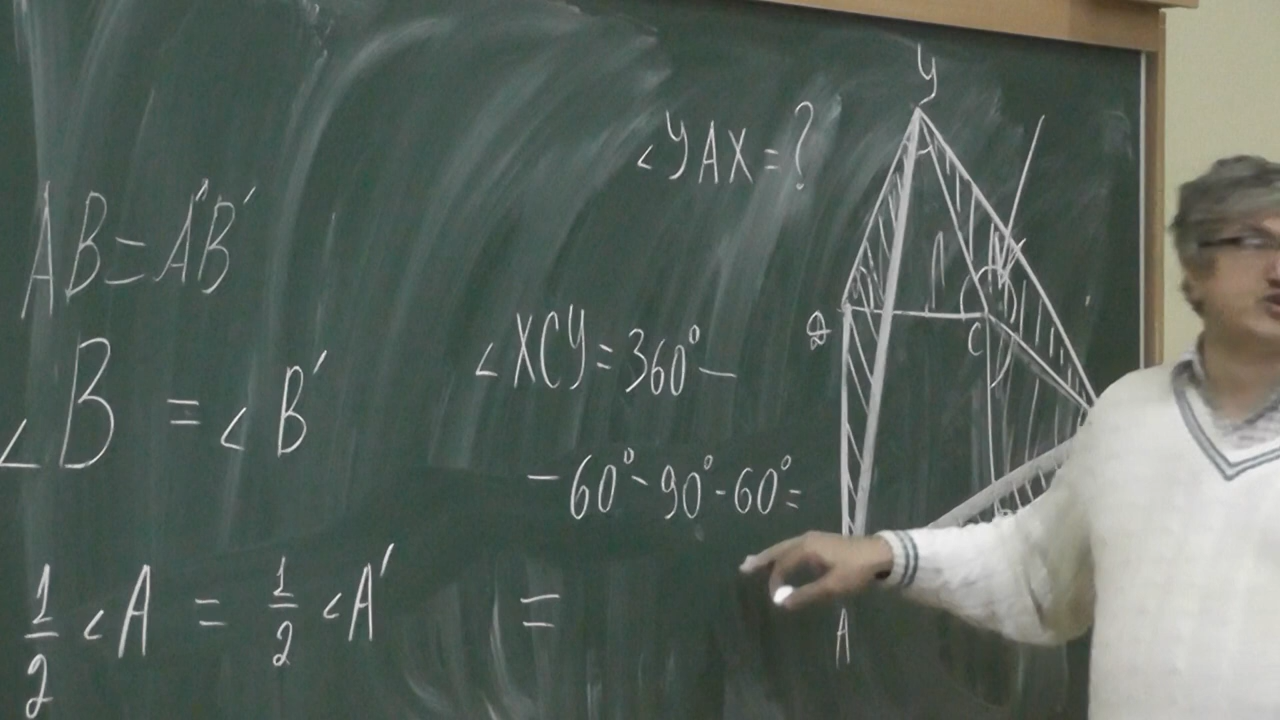 AB = A'B'
∠B = ∠B'
1/2 ∠A = 1/2 ∠A'
∠YAX = ?
∠XCY = 360° —
— 60° - 90° - 60° =
=
Y
C
A